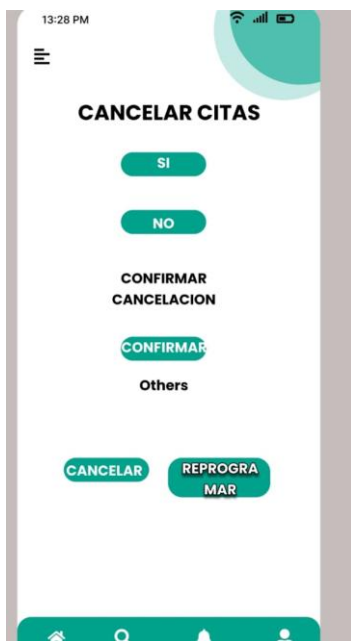 13:28 PM
CANCELAR CITAS
SI
NO
CONFIRMAR
CANCELACION
CONFIRMAR
Others
CANCELAR
REPROGRA
MAR